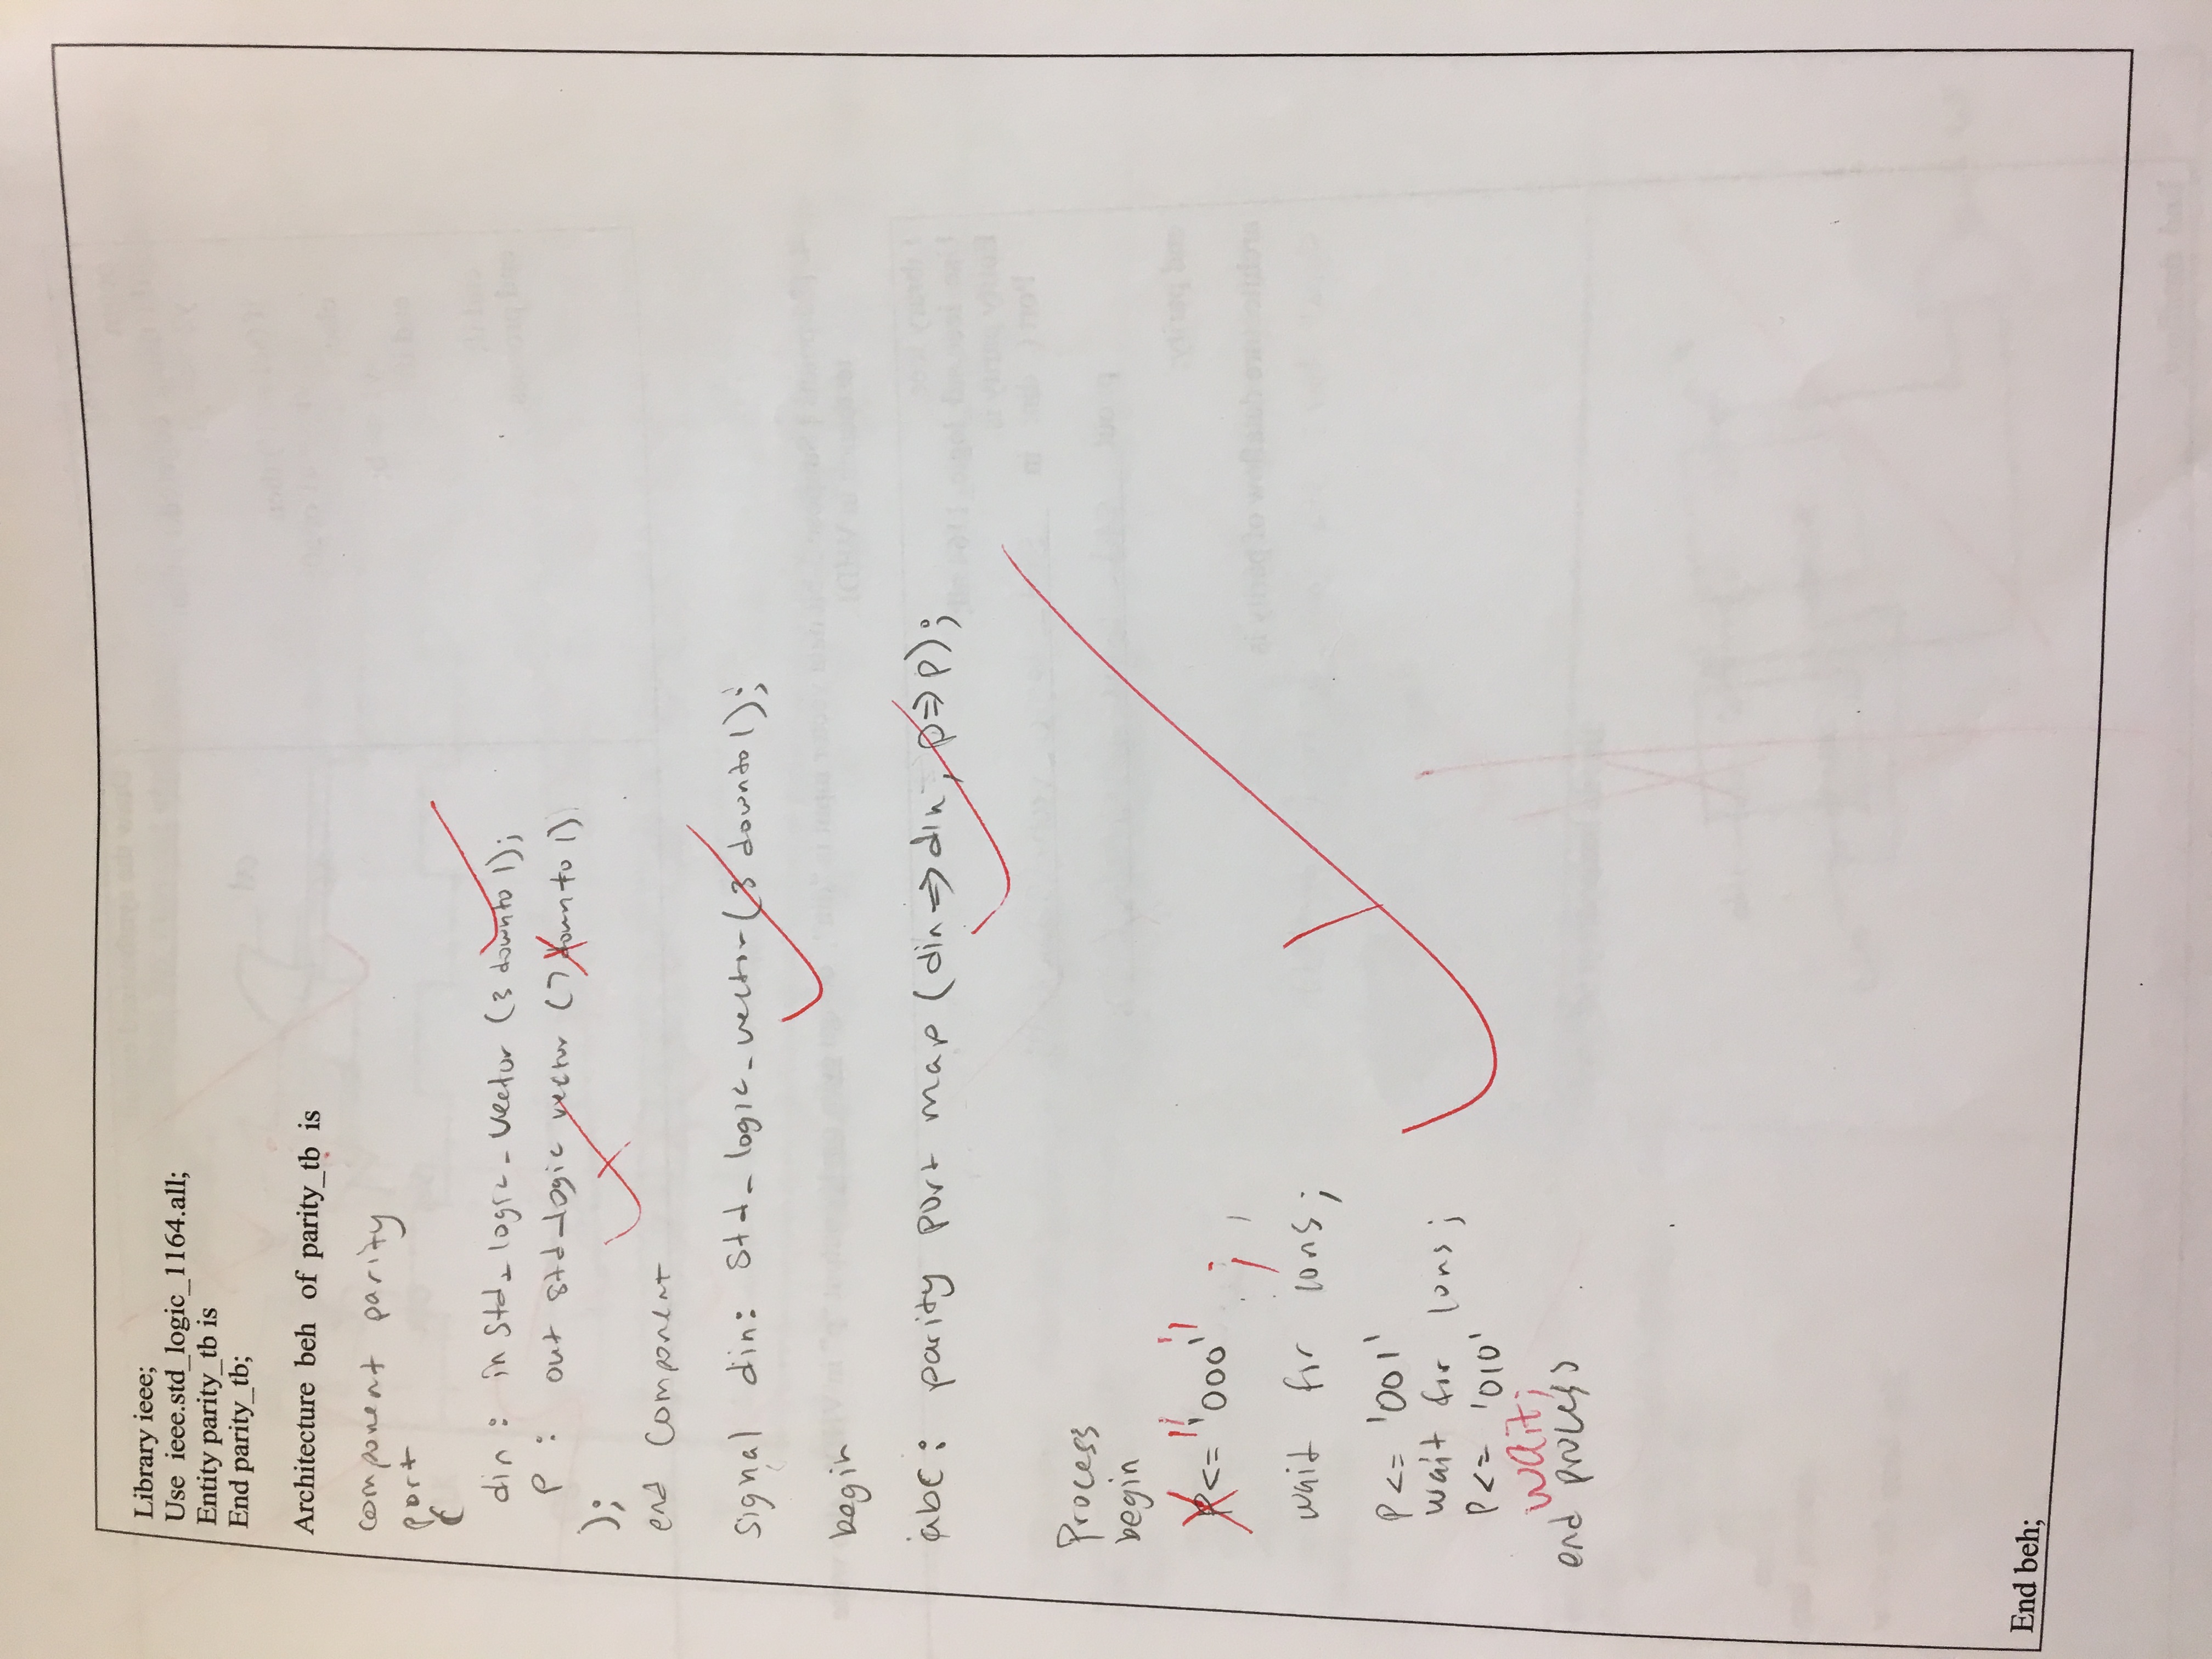 Library ieee;
Use ieee.std_logic_1164.all;
Entity parity_tb is
End parity_tb;
Architecture beh of parity_tb is
component parity
port
(
din : in std_logic_vector (3 downto 1);
P : out std_logic vector (7 downto 1)
);
end component
signal din: std_logic_vector (3 downto 1);
begin
abc: parity port map (din => din, p => p);
Process
begin
P <= "'000'" ;
wait for 10ns;
P <= '001'
wait for 10ns;
P <= '010'
wait;
end process
End beh;